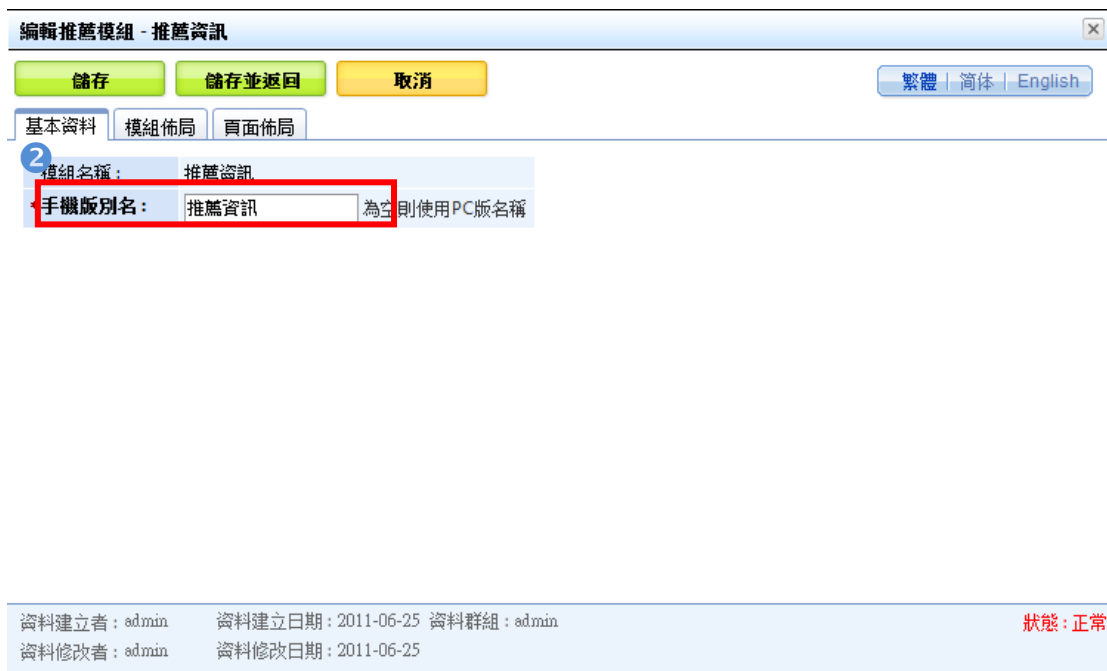 編輯推薦模組 - 推薦資訊
儲存 儲存並返回 取消 繁體 | 简体 | English
基本資料 模組佈局 頁面佈局
2
模組名稱： 推薦資訊
*手機版別名： 推薦資訊 為空則使用PC版名稱
資料建立者：admin 資料建立日期：2011-06-25 資料群組：admin 狀態：正常
資料修改者：admin 資料修改日期：2011-06-25